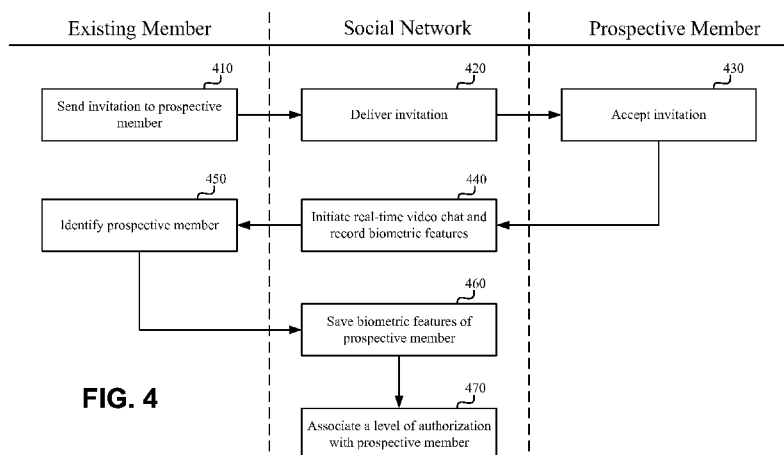 Existing Member
Social Network
Prospective Member
410
420
430
Send invitation to prospective
member
Deliver invitation
Accept invitation
450
440
Identify prospective member
Initiate real-time video chat and
record biometric features
460
Save biometric features of
prospective member
FIG. 4
470
Associate a level of authorization
with prospective member